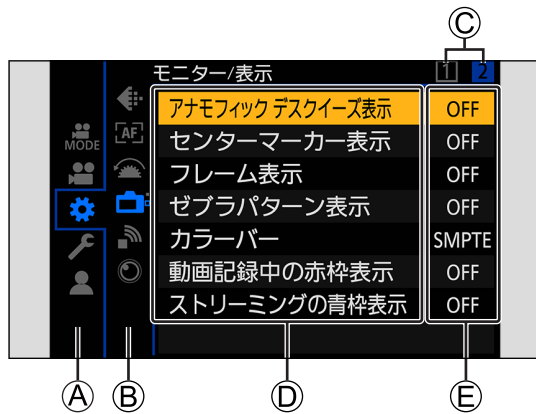 C
モニター/表示 1 2
アナモフィック デスクイーズ表示 OFF
AF
センターマーカー表示 OFF
MODE
フレーム表示 OFF
ゼブラパターン表示 OFF
カラーバー SMPTE
動画記録中の赤枠表示 OFF
ストリーミングの青枠表示 OFF
A B D E